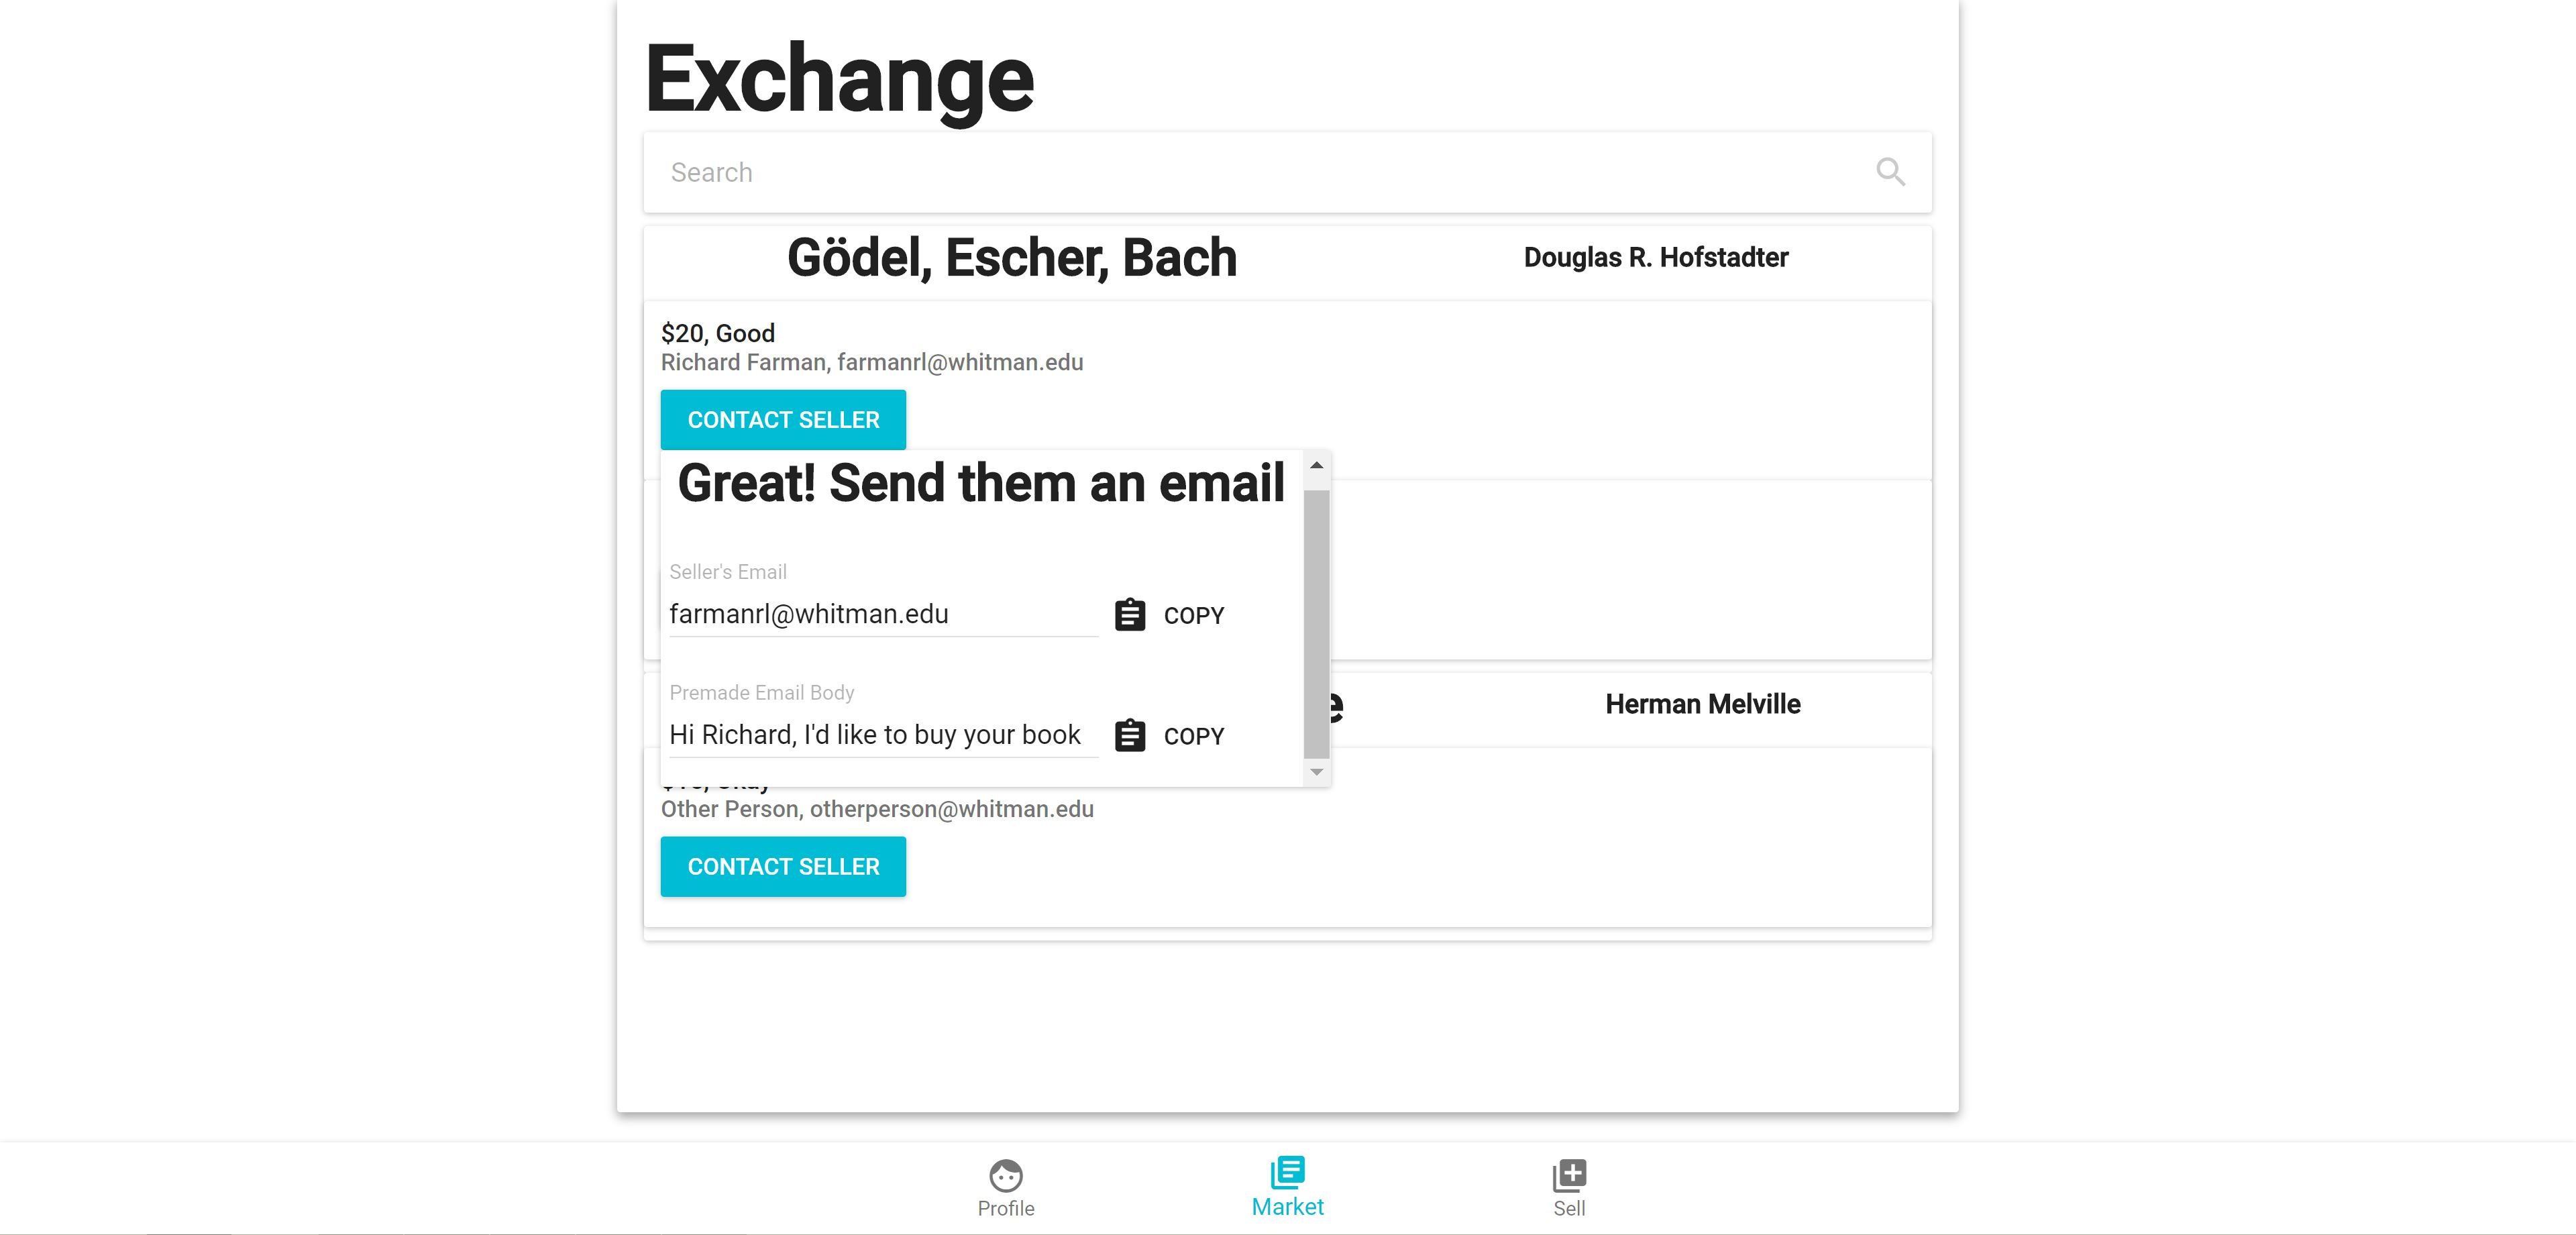 Exchange
Search
Gödel, Escher, Bach
Douglas R. Hofstadter
$20, Good
Richard Farman, farmanrl@whitman.edu
CONTACT SELLER
Great! Send them an email
Seller's Email
farmanrl@whitman.edu
COPY
Premade Email Body
Hi Richard, I'd like to buy your book
COPY
Herman Melville
Other Person, otherperson@whitman.edu
CONTACT SELLER
Profile
Market
Sell